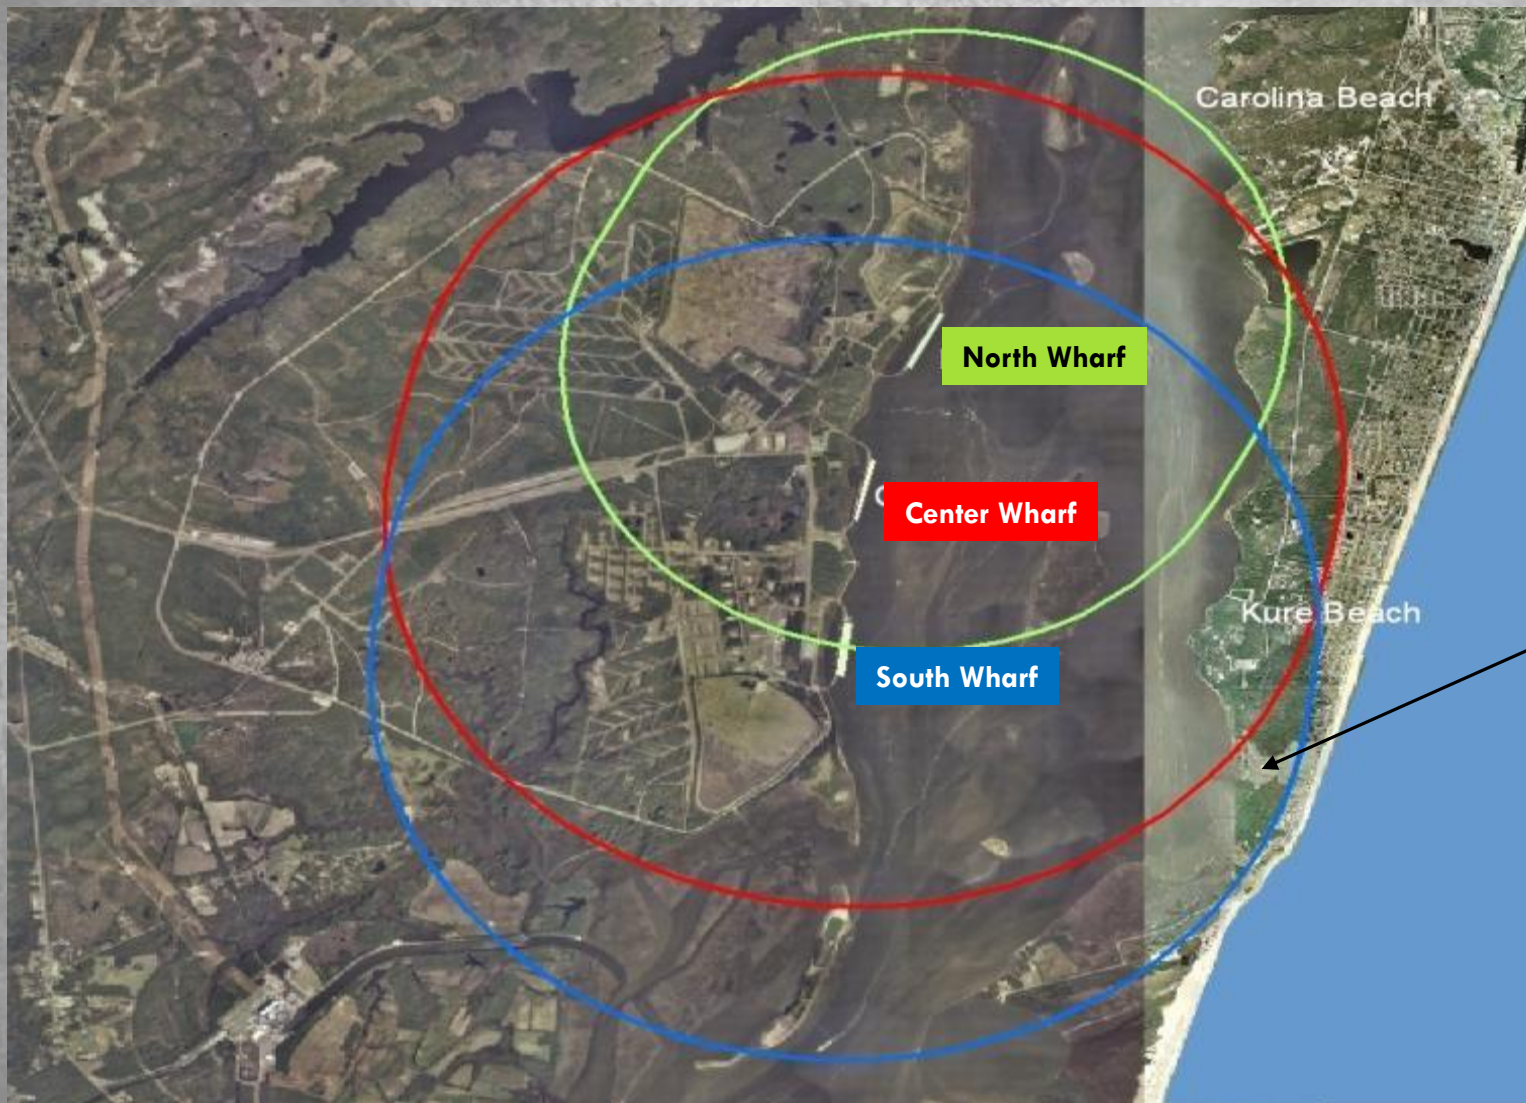 Carolina Beach
North Wharf
Center Wharf
Kure Beach
South Wharf